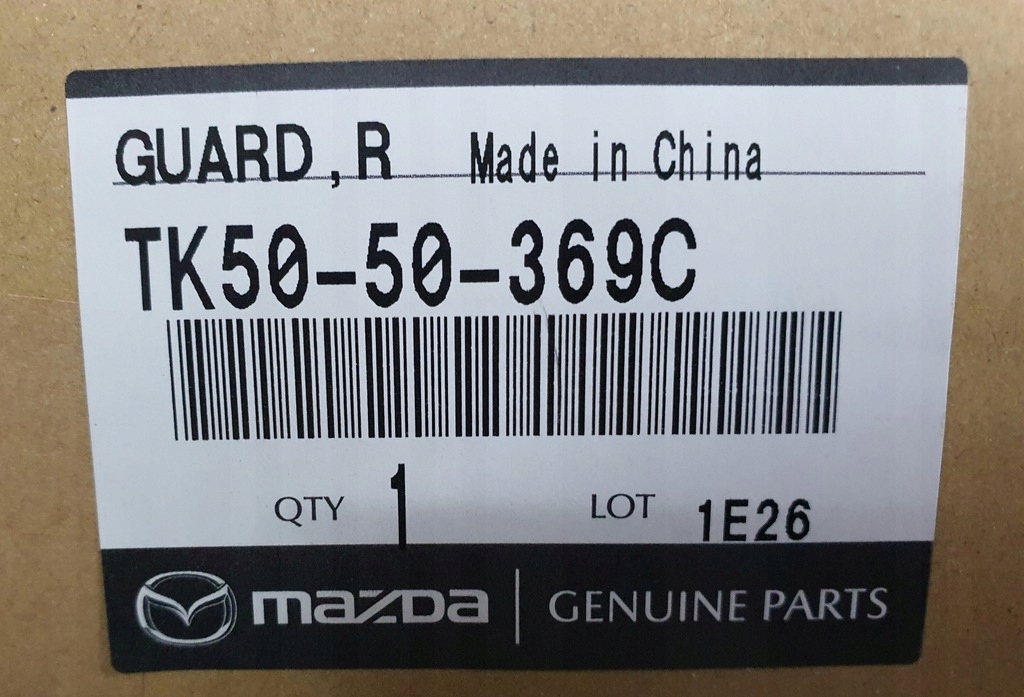 GUARD,R Made in China
TK50-50-369C
QTY 1 LOT 1E26
mazda | GENUINE PARTS